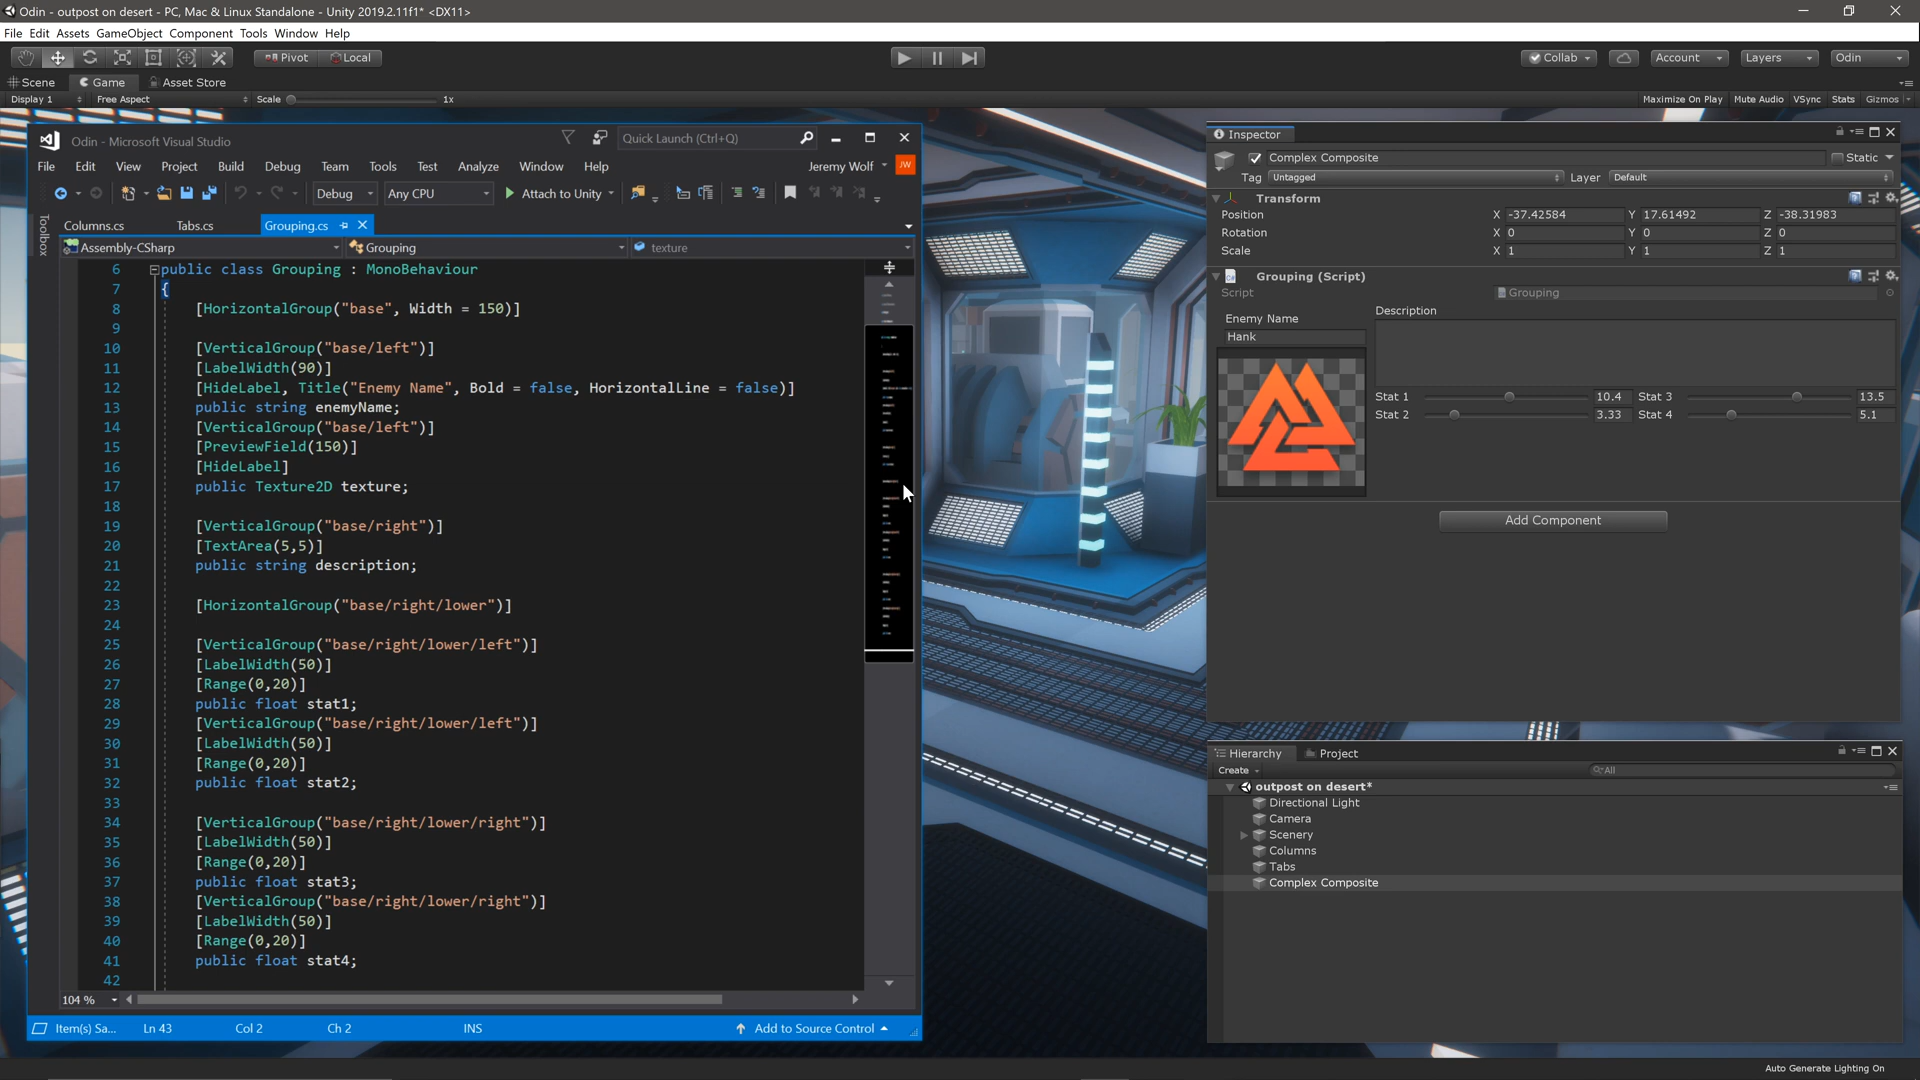 Odin - outpost on desert - PC, Mac & Linux Standalone - Unity 2019.2.11f1* <DX11>
File Edit Assets GameObject Component Tools Window Help
Pivot Local Collab Account Layers Odin
Scene Game Asset Store
Display 1 Free Aspect Scale 1x Maximize On Play Mute Audio VSync Stats Gizmos
Odin - Microsoft Visual Studio Quick Launch (Ctrl+Q)
File Edit View Project Build Debug Team Tools Test Analyze Window Help Jeremy Wolf JW
Debug Any CPU Attach to Unity
Toolbox
Columns.cs Tabs.cs Grouping.cs
Assembly-CSharp Grouping texture
6 public class Grouping : MonoBehaviour
7 {
8 [HorizontalGroup("base", Width = 150)]
9
10 [VerticalGroup("base/left")]
11 [LabelWidth(90)]
12 [HideLabel, Title("Enemy Name", Bold = false, HorizontalLine = false)]
13 public string enemyName;
14 [VerticalGroup("base/left")]
15 [PreviewField(150)]
16 [HideLabel]
17 public Texture2D texture;
18
19 [VerticalGroup("base/right")]
20 [TextArea(5,5)]
21 public string description;
22
23 [HorizontalGroup("base/right/lower")]
24
25 [VerticalGroup("base/right/lower/left")]
26 [LabelWidth(50)]
27 [Range(0,20)]
28 public float stat1;
29 [VerticalGroup("base/right/lower/left")]
30 [LabelWidth(50)]
31 [Range(0,20)]
32 public float stat2;
33
34 [VerticalGroup("base/right/lower/right")]
35 [LabelWidth(50)]
36 [Range(0,20)]
37 public float stat3;
38 [VerticalGroup("base/right/lower/right")]
39 [LabelWidth(50)]
40 [Range(0,20)]
41 public float stat4;
42
104 %
Item(s) Sa... Ln 43 Col 2 Ch 2 INS Add to Source Control
Inspector
Complex Composite Static
Tag Untagged Layer Default
Transform
Position X -37.42584 Y 17.61492 Z -38.31983
Rotation X 0 Y 0 Z 0
Scale X 1 Y 1 Z 1
Grouping (Script)
Script Grouping
Enemy Name Description
Hank
Stat 1 10.4 Stat 3 13.5
Stat 2 3.33 Stat 4 5.1
Add Component
Hierarchy Project
Create All
outpost on desert*
Directional Light
Camera
Scenery
Columns
Tabs
Complex Composite
Auto Generate Lighting On